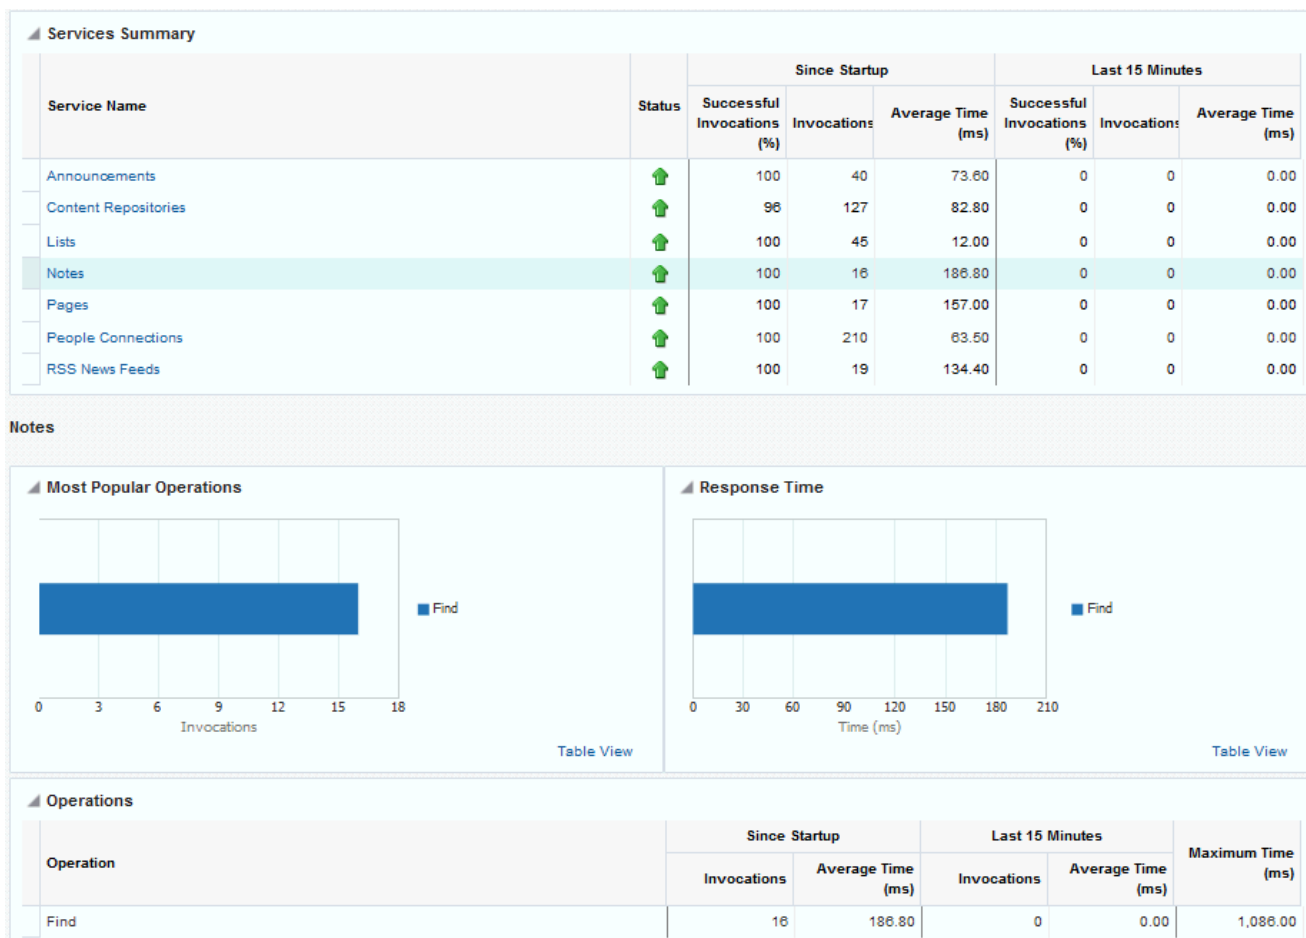 Services Summary
Since Startup Last 15 Minutes
Service Name Status Successful Invocations (%) Invocations Average Time (ms) Successful Invocations (%) Invocations Average Time (ms)
Announcements 100 40 73.60 0 0 0.00
Content Repositories 96 127 82.80 0 0 0.00
Lists 100 45 12.00 0 0 0.00
Notes 100 16 186.80 0 0 0.00
Pages 100 17 157.00 0 0 0.00
People Connections 100 210 63.50 0 0 0.00
RSS News Feeds 100 19 134.40 0 0 0.00
Notes
Most Popular Operations
Find
0 3 6 9 12 15 18
Invocations
Table View
Response Time
Find
0 30 60 90 120 150 180 210
Time (ms)
Table View
Operations
Since Startup Last 15 Minutes
Operation Invocations Average Time (ms) Invocations Average Time (ms) Maximum Time (ms)
Find 16 186.80 0 0.00 1,086.00